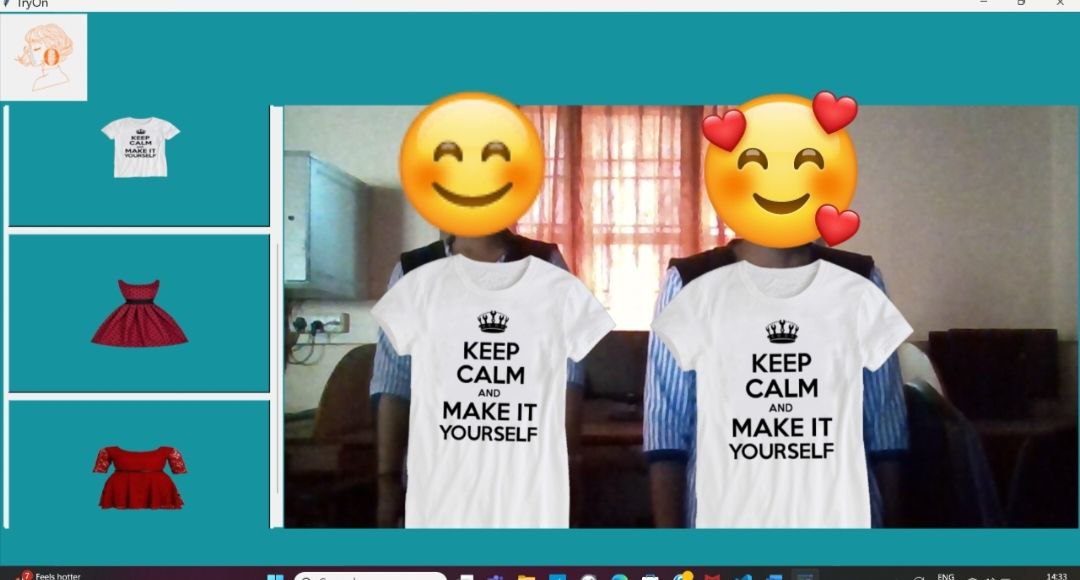 TryOn
KEEP
CALM
AND
MAKE IT
YOURSELF
KEEP
CALM
AND
MAKE IT
YOURSELF
KEEP
CALM
AND
MAKE IT
YOURSELF
7
Feels hotter
ENG
14:33